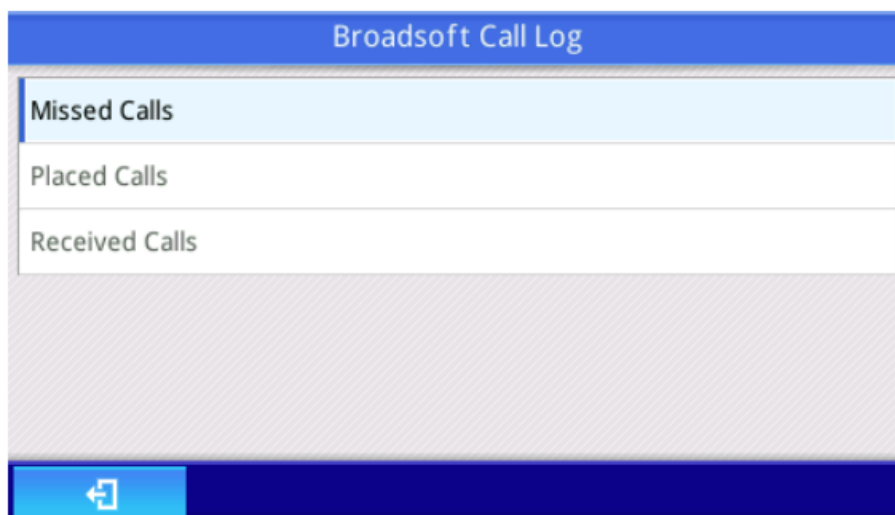 Broadsoft Call Log
Missed Calls
Placed Calls
Received Calls